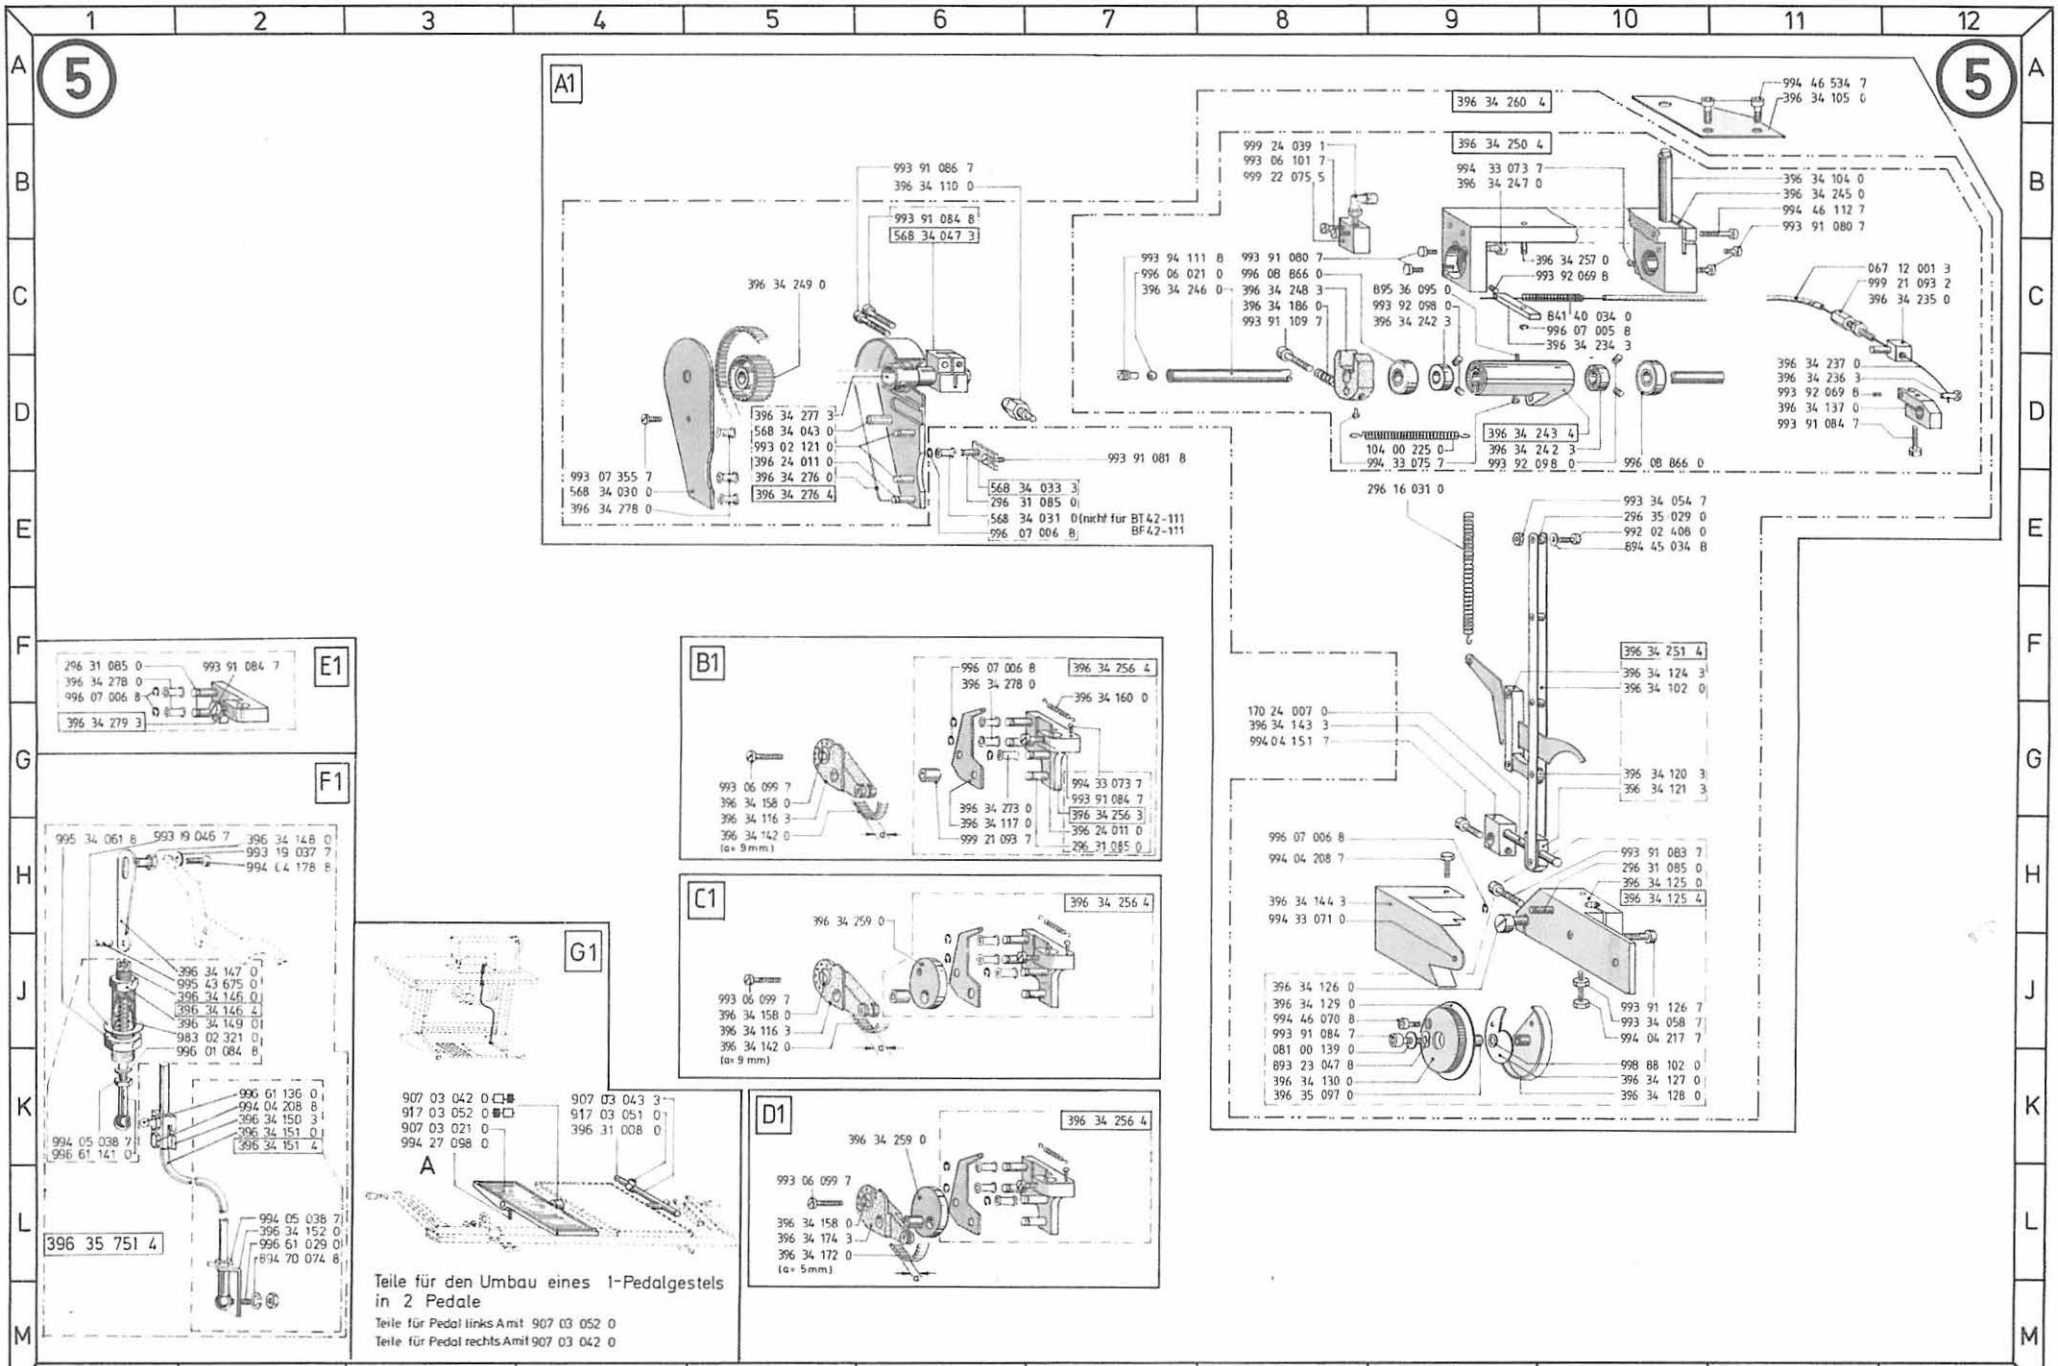 1 2 3 4 5 6 7 8 9 10 11 12
A A
5 5
A1
994 46 534 7
396 34 105 0
396 34 260 4
396 34 250 4
994 33 073 7
396 34 247 0
999 24 039 1
993 06 101 7
999 22 075 5
B B
396 34 104 0
396 34 245 0
994 46 112 7
993 91 080 7
993 91 086 7
396 34 110 0
993 91 084 8
568 34 047 3
C C
396 34 249 0
993 94 111 8
996 06 021 0
396 34 246 0
993 91 080 7
996 08 866 0
396 34 248 3
396 34 186 0
993 91 109 7
895 36 095 0
993 92 098 0
396 34 242 3
396 34 257 0
993 92 069 8
841 40 034 0
996 07 005 8
396 34 234 3
067 12 001 3
999 21 093 2
396 34 235 0
D D
396 34 237 0
396 34 236 3
993 92 069 8
396 34 137 0
993 91 084 7
396 34 277 3
568 34 043 0
993 02 121 0
396 24 011 0
396 34 276 0
396 34 276 4
993 07 355 7
568 34 030 0
396 34 278 0
993 91 081 8
568 34 033 3
296 31 085 0
568 34 031 0 (nicht für BT42-111
996 07 006 8 BF42-111
104 00 225 0
994 33 075 7
396 34 243 4
396 34 242 3
993 92 098 0
996 08 866 0
E E
296 16 031 0
993 34 054 7
296 35 029 0
992 02 408 0
894 45 034 8
F F
E1
296 31 085 0
396 34 278 0
996 07 006 8
396 34 279 3
993 91 084 7
B1
996 07 006 8
396 34 278 0
396 34 256 4
396 34 160 0
993 06 099 7
396 34 158 0
396 34 116 3
396 34 142 0
(a= 9mm)
a
396 34 273 0
396 34 117 0
999 21 093 7
994 33 073 7
993 91 084 7
396 34 256 3
396 24 011 0
296 31 085 0
396 34 251 4
396 34 124 3
396 34 102 0
170 24 007 0
396 34 143 3
994 04 151 7
396 34 120 3
396 34 121 3
G G
F1
995 34 061 8
993 19 046 7
396 34 148 0
993 19 037 7
994 04 178 8
H H
396 34 147 0
995 43 675 0
396 34 146 0
396 34 146 4
396 34 149 0
983 02 321 0
996 01 084 8
J J
996 61 136 0
994 04 208 8
396 34 150 3
396 34 151 0
396 34 151 4
994 05 038 7
996 61 141 0
K K
994 05 038 7
396 34 152 0
996 61 029 0
894 70 074 8
396 35 751 4
L L
M M
G1
907 03 042 0
917 03 052 0
907 03 021 0
994 27 098 0
A
907 03 043 3
917 03 051 0
396 31 008 0
Teile für den Umbau eines 1-Pedalgestels
in 2 Pedale
Teile für Pedal links A mit 907 03 052 0
Teile für Pedal rechts A mit 907 03 042 0
C1
396 34 259 0
396 34 256 4
993 06 099 7
396 34 158 0
396 34 116 3
396 34 142 0
(a= 9 mm)
a
D1
396 34 259 0
396 34 256 4
993 06 099 7
396 34 158 0
396 34 174 3
396 34 172 0
(a= 5mm)
a
996 07 006 8
994 04 208 7
396 34 144 3
994 33 071 0
993 91 083 7
296 31 085 0
396 34 125 0
396 34 125 4
396 34 126 0
396 34 129 0
994 46 070 8
993 91 084 7
081 00 139 0
893 23 047 8
396 34 130 0
396 35 097 0
993 91 126 7
993 34 058 7
994 04 217 7
998 88 102 0
396 34 127 0
396 34 128 0